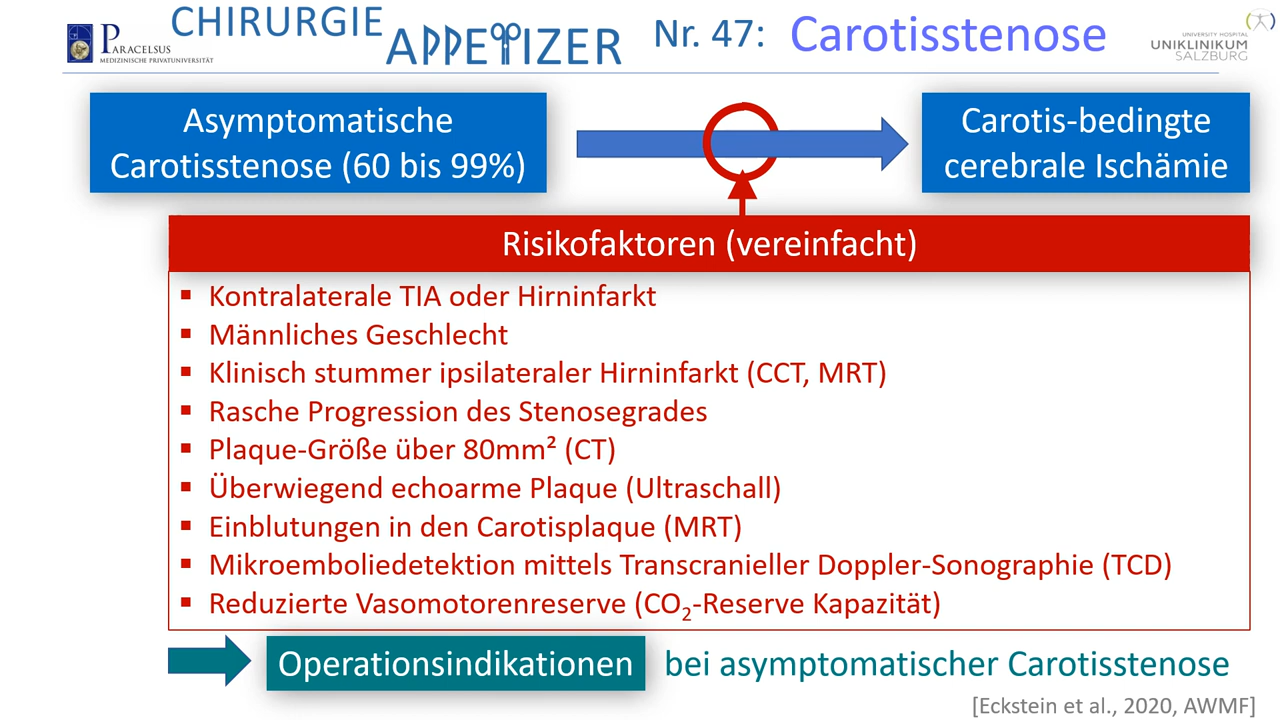 PARACELSUS
MEDIZINISCHE PRIVATUNIVERSITÄT
CHIRURGIE
APPETIZER
Nr. 47: Carotisstenose
UNIVERSITY HOSPITAL
UNIKLINIKUM
SALZBURG
Asymptomatische
Carotisstenose (60 bis 99%)
Carotis-bedingte
cerebrale Ischämie
Risikofaktoren (vereinfacht)
▪ Kontralaterale TIA oder Hirninfarkt
▪ Männliches Geschlecht
▪ Klinisch stummer ipsilateraler Hirninfarkt (CCT, MRT)
▪ Rasche Progression des Stenosegrades
▪ Plaque-Größe über 80mm² (CT)
▪ Überwiegend echoarme Plaque (Ultraschall)
▪ Einblutungen in den Carotisplaque (MRT)
▪ Mikroemboliedetektion mittels Transcranieller Doppler-Sonographie (TCD)
▪ Reduzierte Vasomotorenreserve (CO₂-Reserve Kapazität)
Operationsindikationen bei asymptomatischer Carotisstenose
[Eckstein et al., 2020, AWMF]